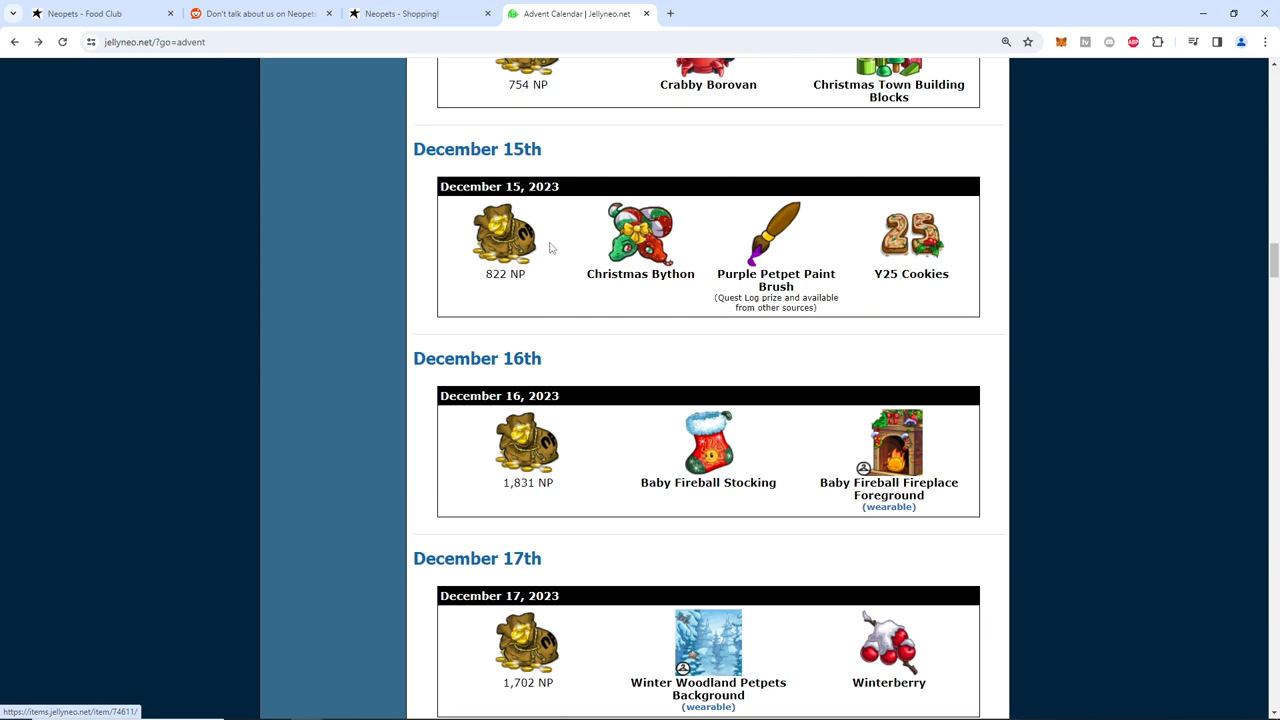 Neopets - Food Club
Don't talk about us on Neopets
Neopets - Shopping!
Advent Calendar | Jellyneo.net
jellyneo.net/?go=advent
754 NP
Crabby Borovan
Christmas Town Building
Blocks
December 15th
December 15, 2023
822 NP
Christmas Bython
Purple Petpet Paint
Brush
(Quest Log prize and available
from other sources)
Y25 Cookies
December 16th
December 16, 2023
1,831 NP
Baby Fireball Stocking
Baby Fireball Fireplace
Foreground
(wearable)
December 17th
December 17, 2023
1,702 NP
Winter Woodland Petpets
Background
(wearable)
Winterberry
https://items.jellyneo.net/item/74611/